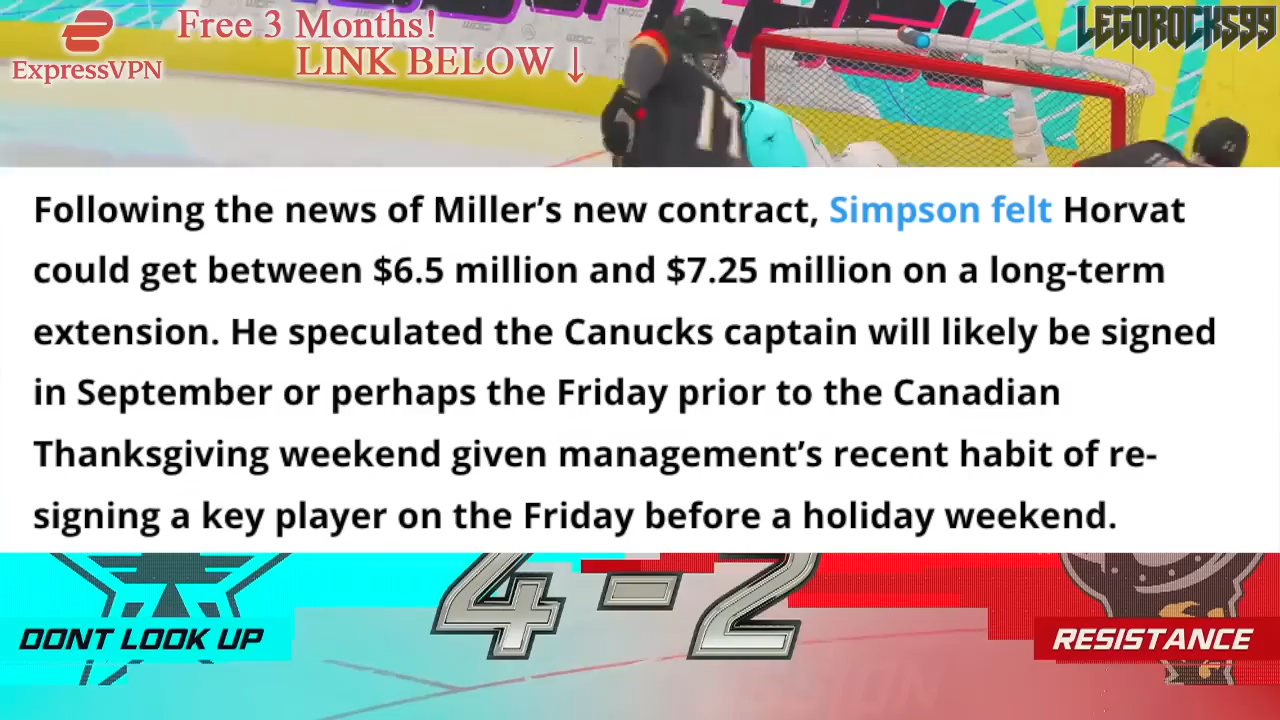 Free 3 Months!
LEGOROCKS99
ExpressVPN
LINK BELOW ↓
Following the news of Miller’s new contract, Simpson felt Horvat
could get between $6.5 million and $7.25 million on a long-term
extension. He speculated the Canucks captain will likely be signed
in September or perhaps the Friday prior to the Canadian
Thanksgiving weekend given management’s recent habit of re-
signing a key player on the Friday before a holiday weekend.
4-2
DONT LOOK UP
RESISTANCE